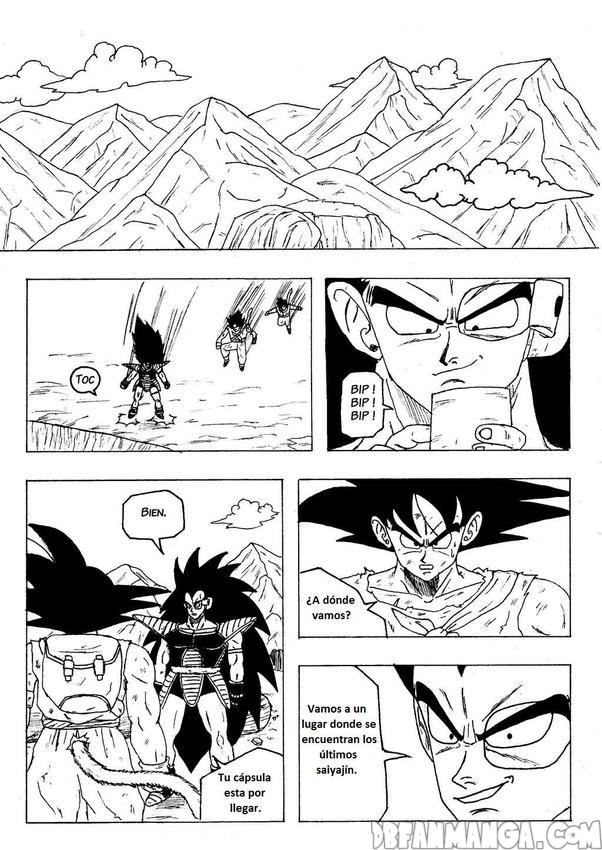 TOC
BIP !
BIP !
BIP !
BIEN.
Tu cápsula
esta por
llegar.
¿A dónde
vamos?
Vamos a un
lugar donde se
encuentran los
últimos
saiyajín.
DBFANMANGA.COM